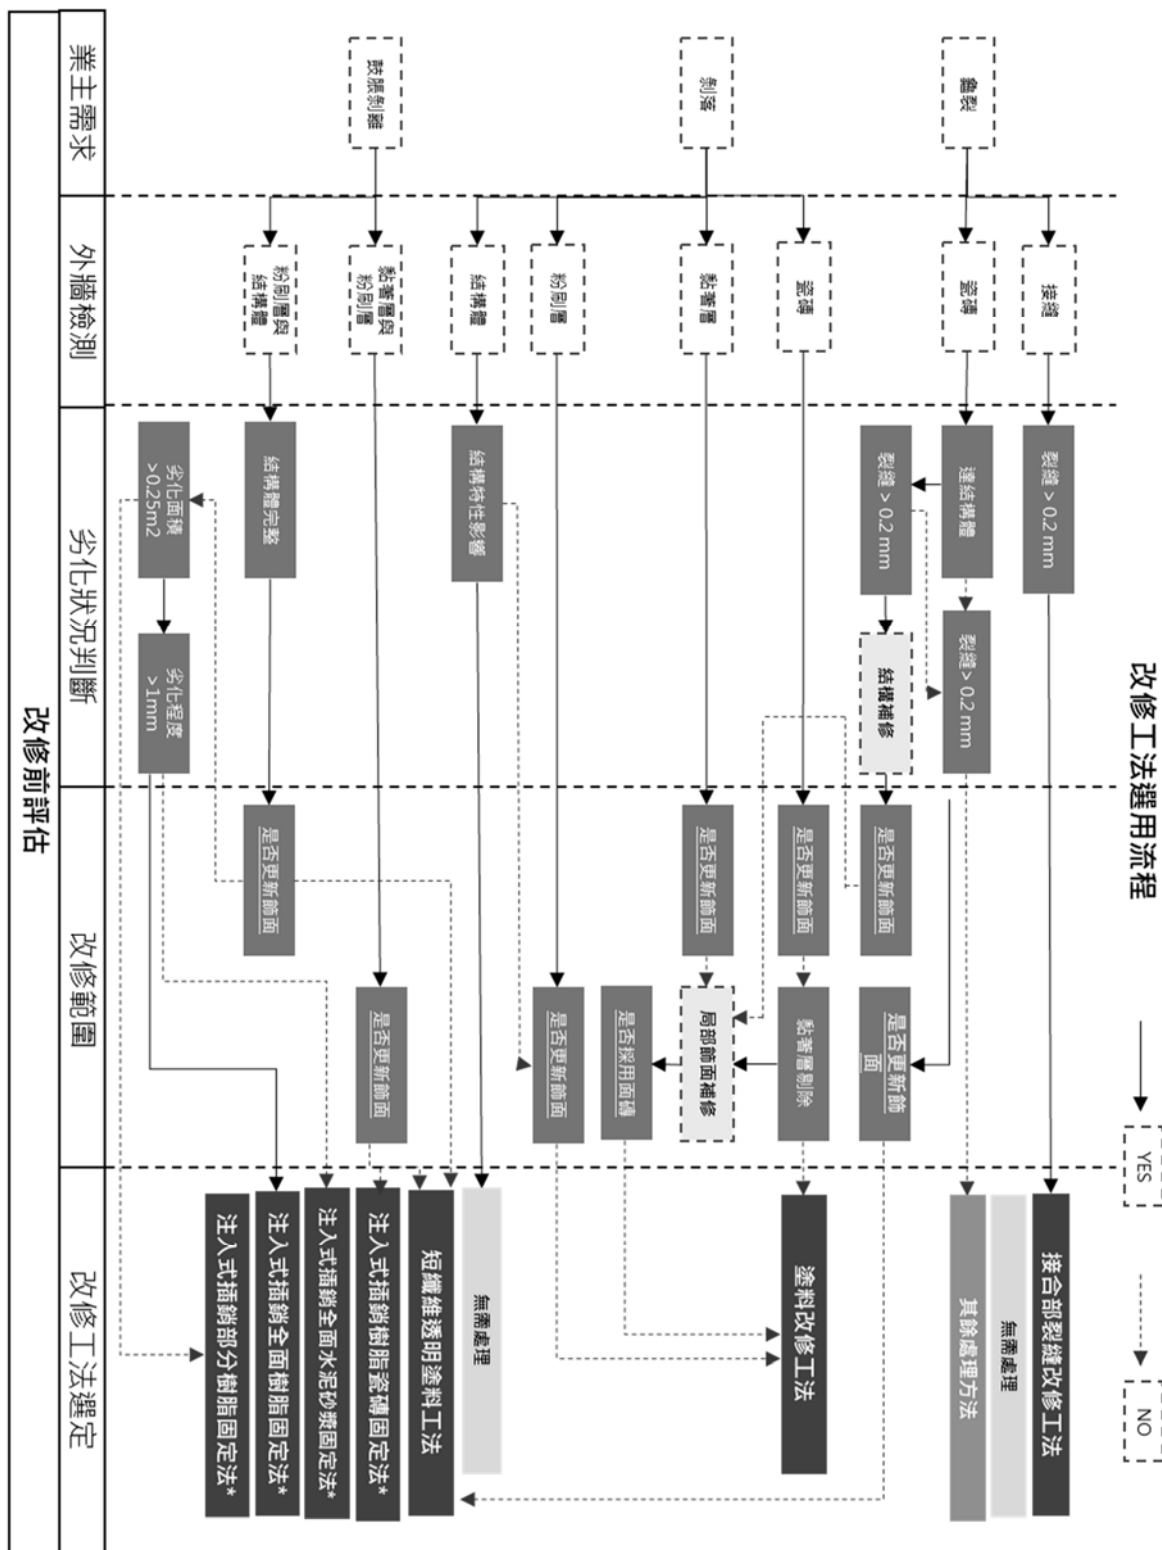 改修工法選用流程
YES
NO
接縫
裂縫 > 0.2 mm
接合部裂縫改修工法
無需處理
龜裂
瓷磚
達結構體
裂縫> 0.2 mm
其餘處理方法
裂縫 > 0.2 mm
結構補修
是否更新飾面
是否更新飾
面
瓷磚
是否更新飾面
黏著層剔除
塗料改修工法
剝落
黏著層
是否更新飾面
局部飾面補修
是否採用面磚
粉刷層
是否更新飾面
結構體
結構特性影響
無需處理
短纖維透明塗料工法
鼓脹剝離
黏著層與
粉刷層
是否更新飾面
注入式插銷樹脂瓷磚固定法*
注入式插銷全面水泥砂漿固定法*
粉刷層與
結構體
結構體完整
是否更新飾面
注入式插銷全面樹脂固定法*
注入式插銷部分樹脂固定法*
劣化面積
>0.25m2
劣化程度
>1mm
業主需求
外牆檢測
劣化狀況判斷
改修範圍
改修工法選定
改修前評估